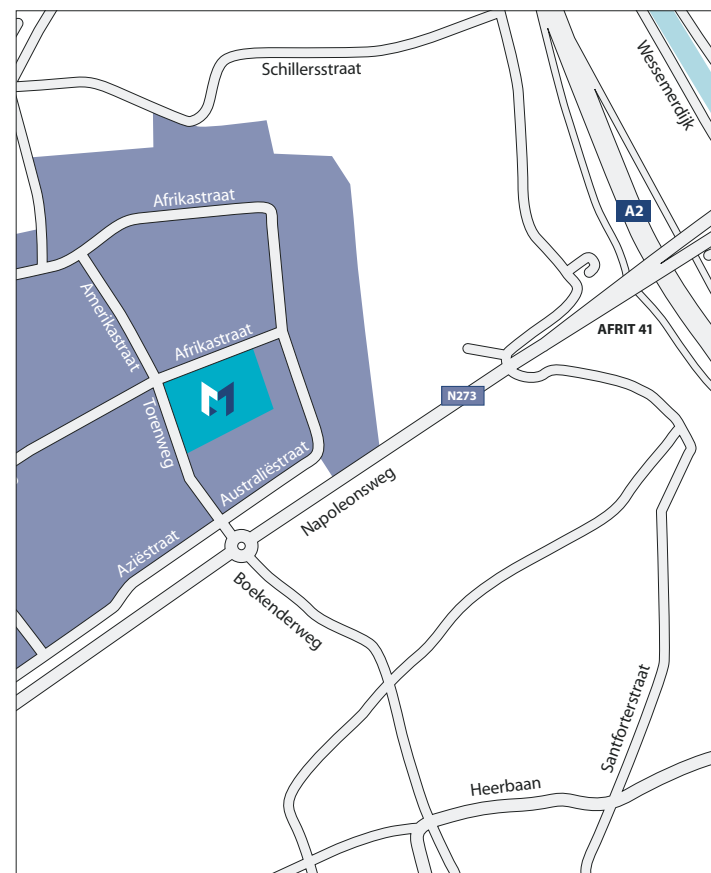 Schillersstraat
Wessemerdijk
Afrikastraat
A2
Amerikastraat
Afrikastraat
AFRIT 41
N273
Torenweg
Australiëstraat
Napoleonsweg
Aziëstraat
Boekenderweg
Santforterstraat
Heerbaan